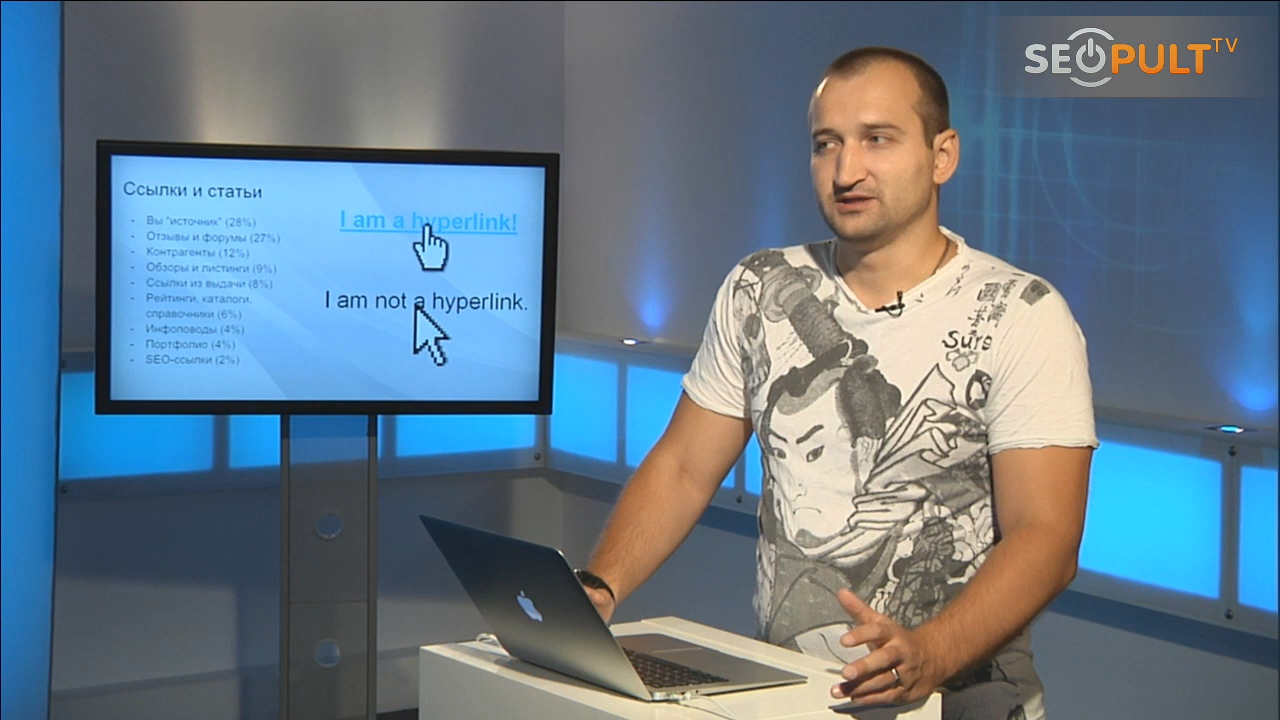 SEOPULT TV
Ссылки и статьи
- Вы "источник" (28%)
- Отзывы и форумы (27%)
- Контрагенты (12%)
- Обзоры и листинги (9%)
- Ссылки из выдачи (8%)
- Рейтинги, каталоги,
справочники (6%)
- Инфоповоды (4%)
- Портфолио (4%)
- SEO-ссылки (2%)
I am a hyperlink!
I am not a hyperlink.